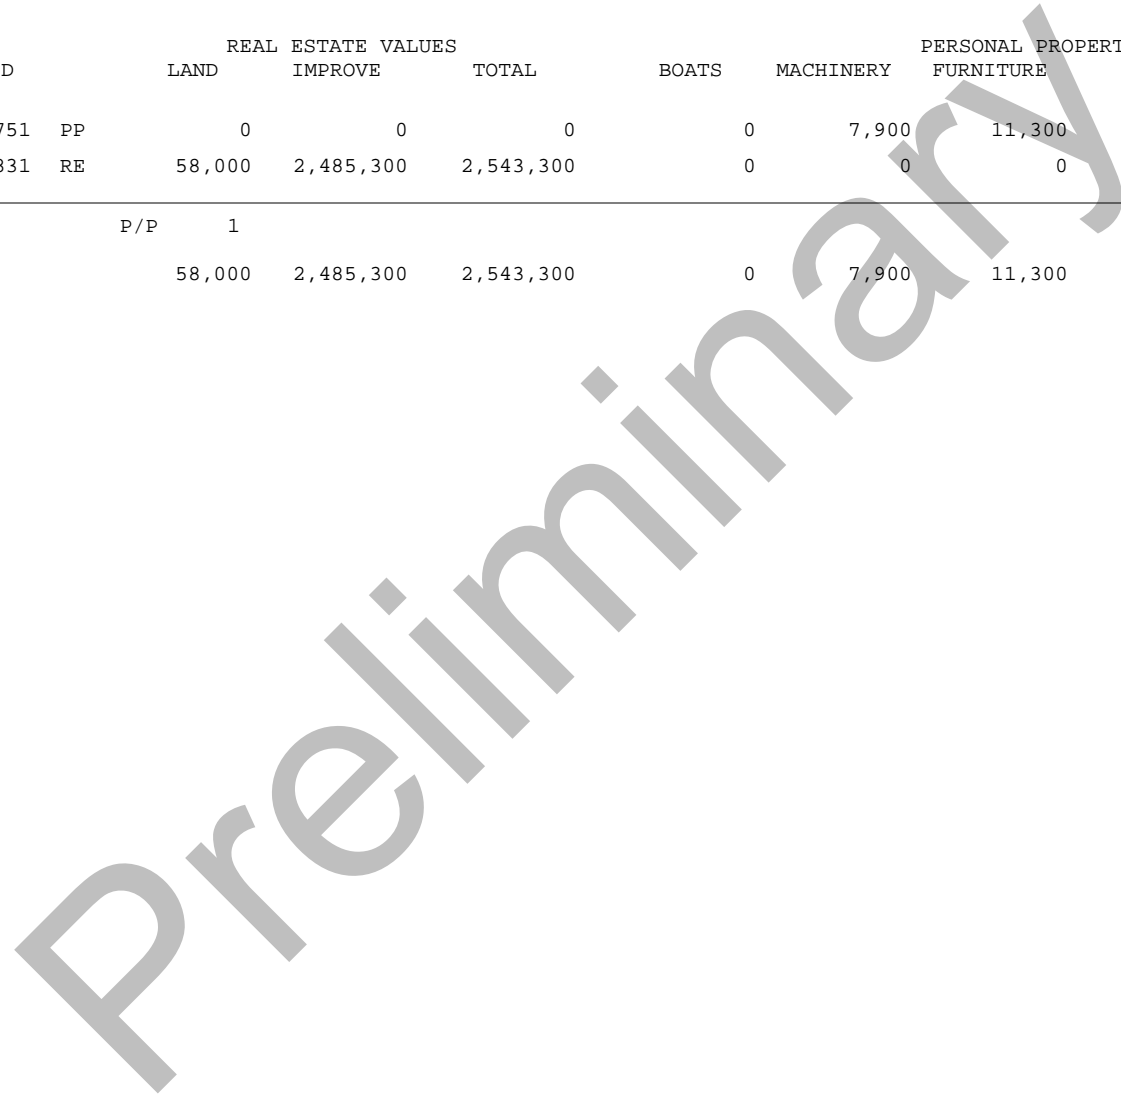 REAL ESTATE VALUES PERSONAL PROPERT
D LAND IMPROVE TOTAL BOATS MACHINERY FURNITURE
751 PP 0 0 0 0 7,900 11,300
331 RE 58,000 2,485,300 2,543,300 0 0 0
P/P 1
58,000 2,485,300 2,543,300 0 7,900 11,300
Preliminary